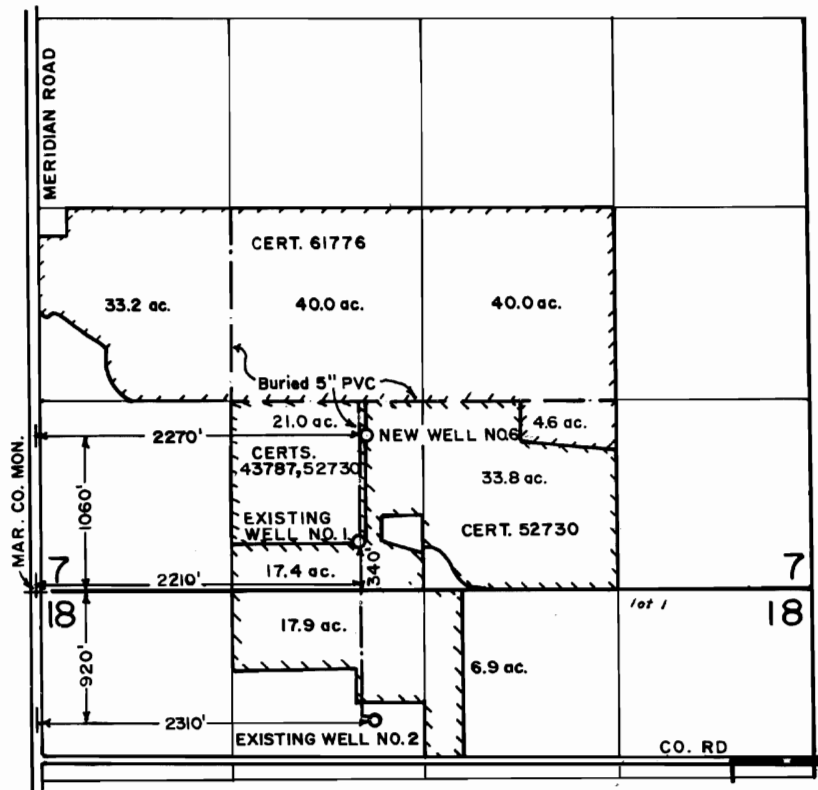 MERIDIAN ROAD
CERT. 61776
33.2 ac.
40.0 ac.
40.0 ac.
Buried 5" PVC
21.0 ac.
4.6 ac.
2270'
NEW WELL NO.6
CERTS.
43787,52730
33.8 ac.
1060'
CERT. 52730
EXISTING
WELL NO. 1
MAR. CO. MON.
340'
17.4 ac.
7
2210'
7
18
lot 1
18
17.9 ac.
920'
6.9 ac.
2310'
EXISTING WELL NO. 2
CO. RD